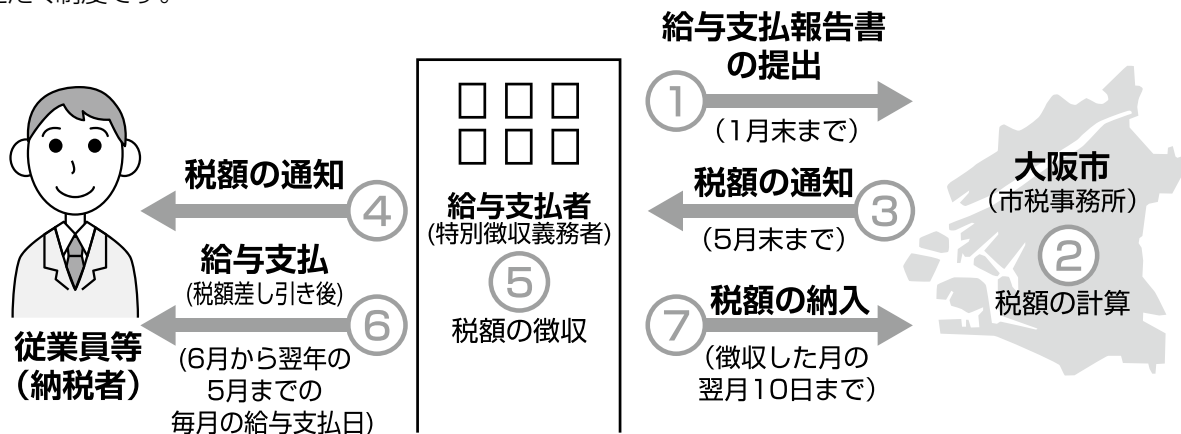 給与支払報告書
の提出
①
（1月末まで）
大阪市
（市税事務所）
②
税額の計算
税額の通知
③
（5月末まで）
税額の通知
④
給与支払者
(特別徴収義務者)
⑤
税額の徴収
給与支払
(税額差し引き後)
⑥
(6月から翌年の
5月までの
毎月の給与支払日)
税額の納入
⑦
（徴収した月の
翌月10日まで）
従業員等
（納税者）